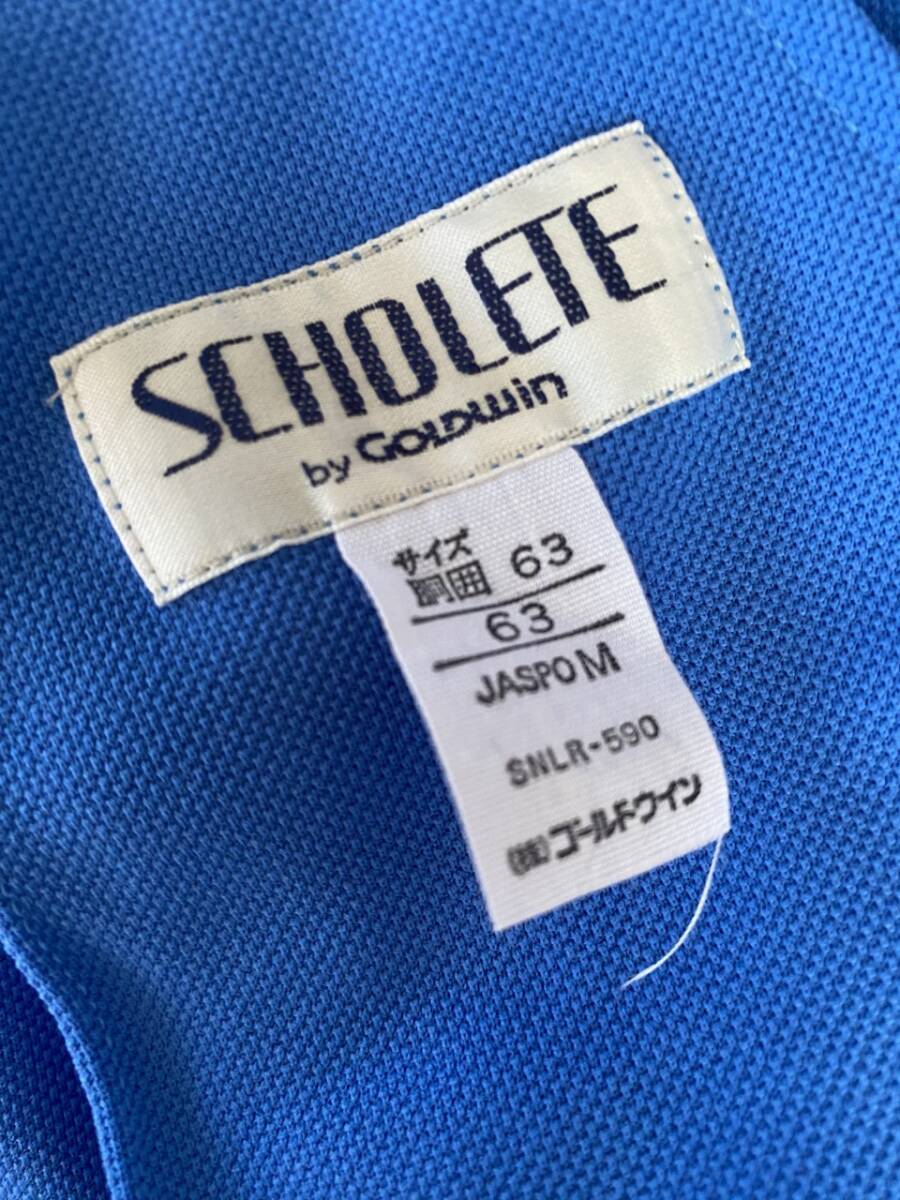 SCHOLETE
by GOLDWIN
サイズ
胴囲 63
63
JASPO M
SNLR-590
(株)ゴールドウイン